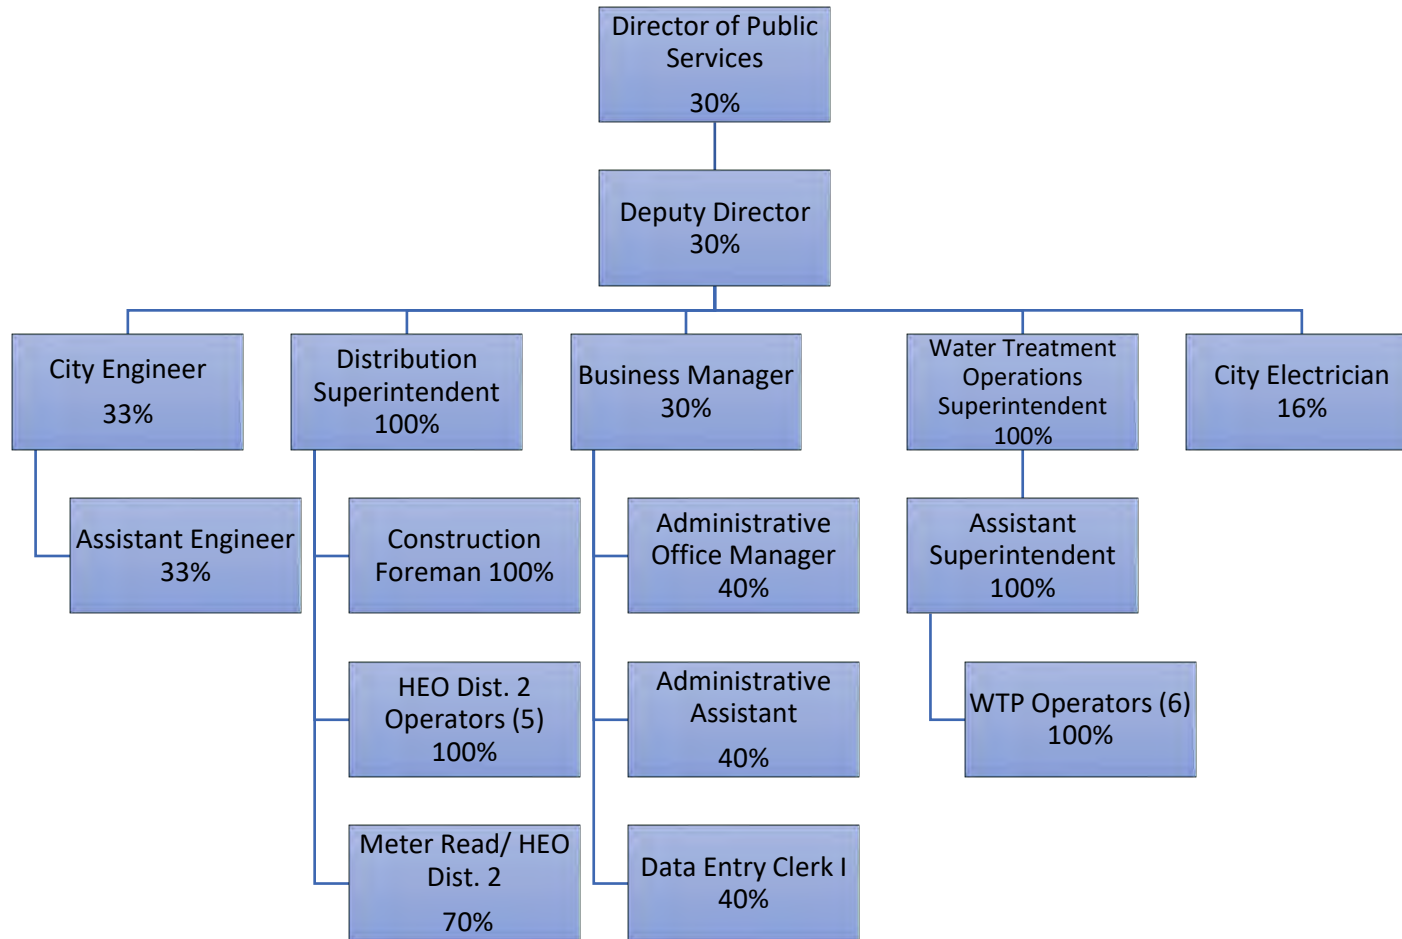 Director of Public
Services
30%
Deputy Director
30%
City Engineer
33%
Distribution
Superintendent
100%
Business Manager
30%
Water Treatment
Operations
Superintendent
100%
City Electrician
16%
Assistant Engineer
33%
Construction
Foreman 100%
Administrative
Office Manager
40%
Assistant
Superintendent
100%
HEO Dist. 2
Operators (5)
100%
Administrative
Assistant
40%
WTP Operators (6)
100%
Meter Read/ HEO
Dist. 2
70%
Data Entry Clerk I
40%